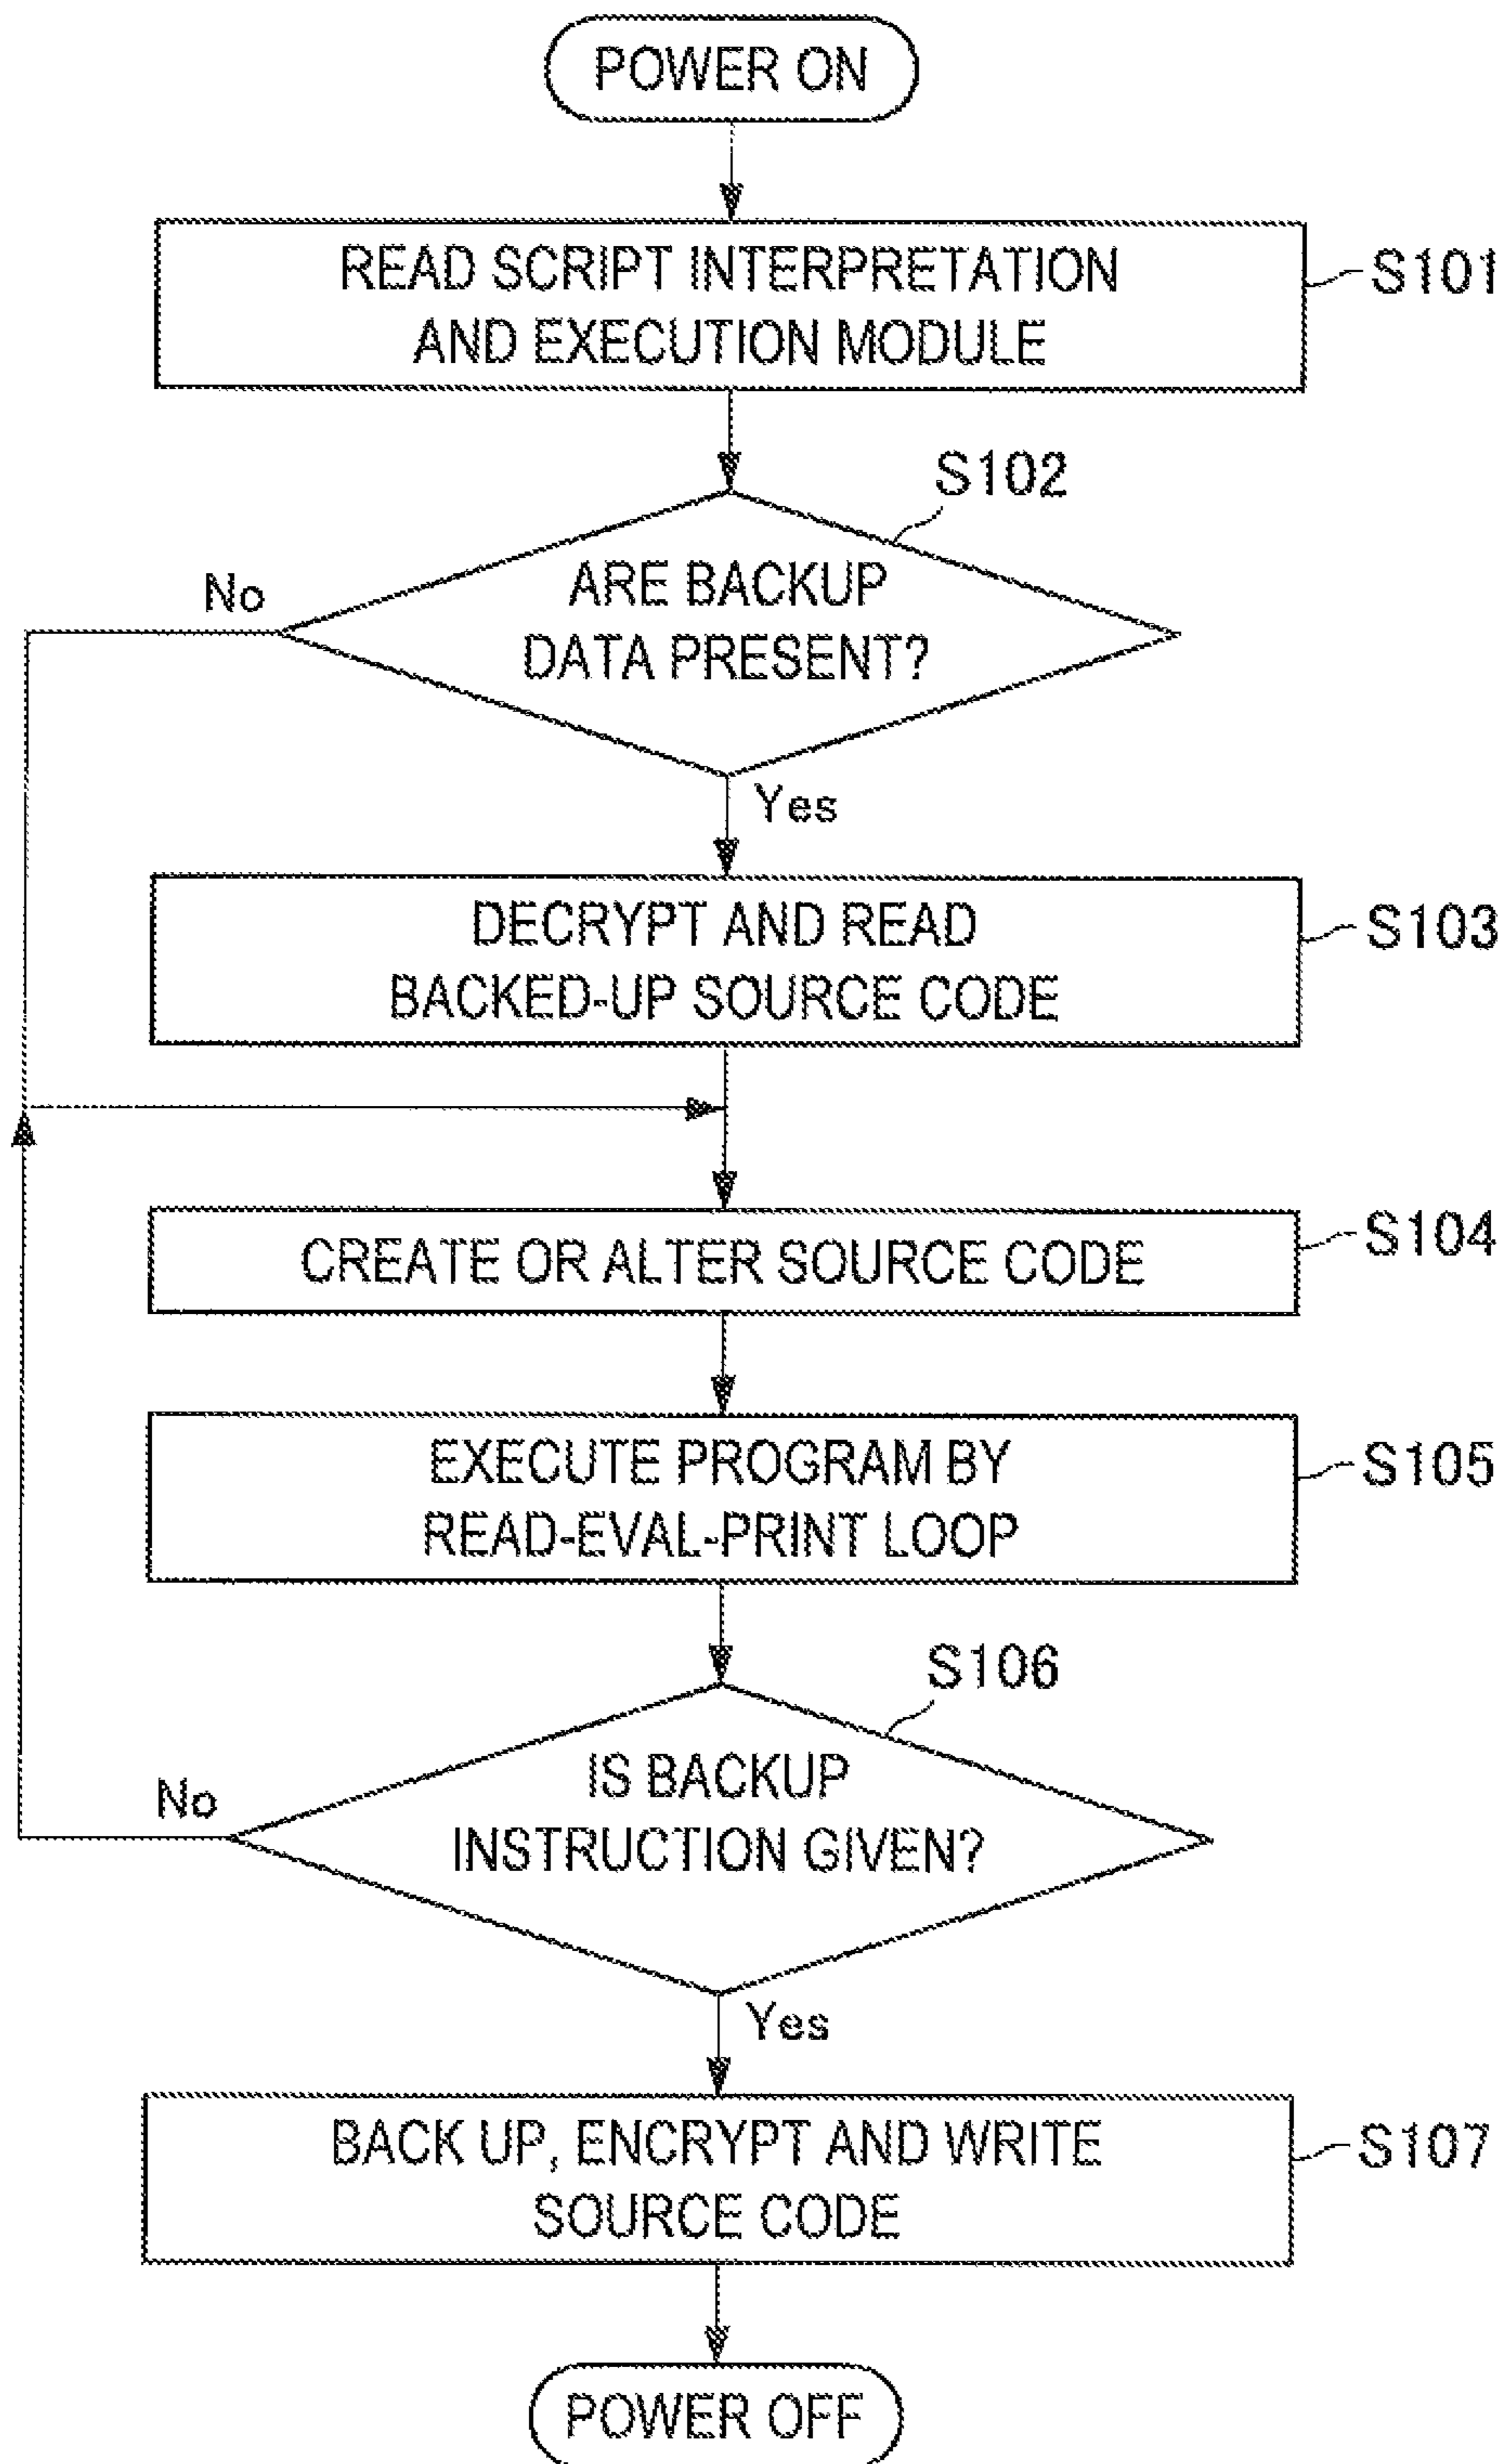 POWER ON
READ SCRIPT INTERPRETATION
AND EXECUTION MODULE
S101
S102
ARE BACKUP
DATA PRESENT?
No
Yes
DECRYPT AND READ
BACKED-UP SOURCE CODE
S103
CREATE OR ALTER SOURCE CODE
S104
EXECUTE PROGRAM BY
READ-EVAL-PRINT LOOP
S105
S106
IS BACKUP
INSTRUCTION GIVEN?
No
Yes
BACK UP, ENCRYPT AND WRITE
SOURCE CODE
S107
POWER OFF